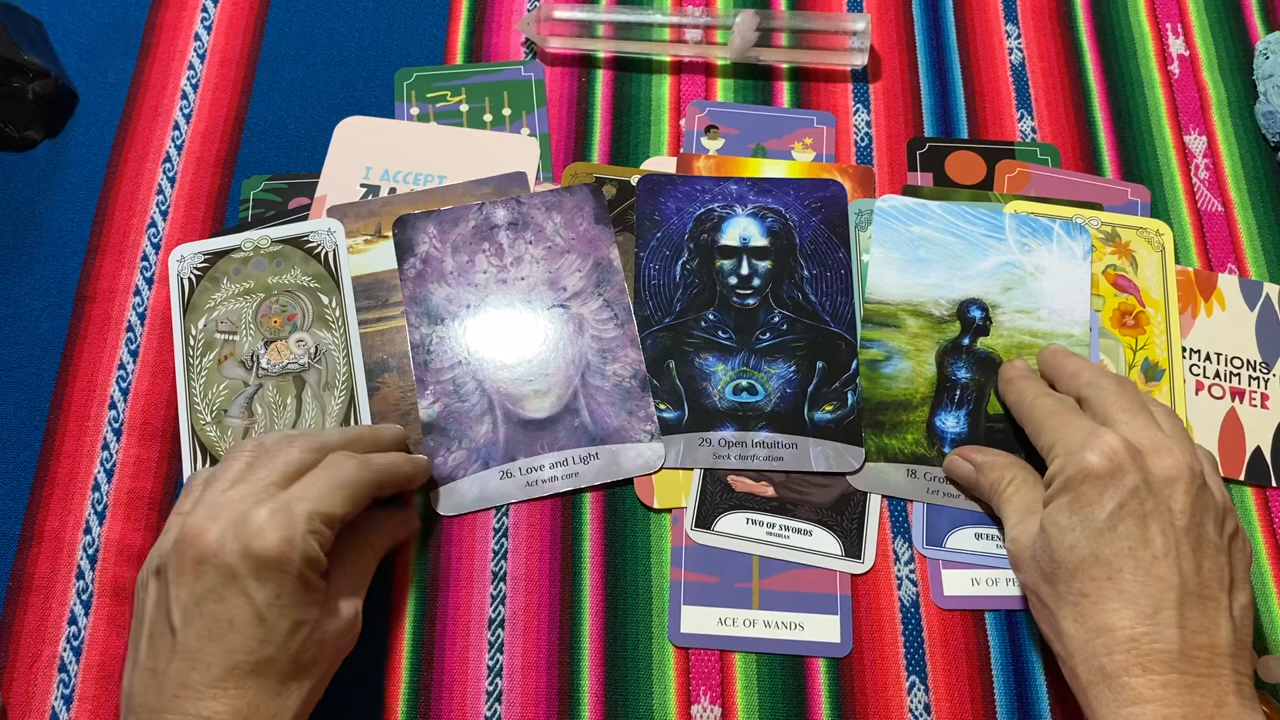 I ACCEPT
26. Love and Light
Act with care
29. Open Intuition
Seek clarification
18.
Let your
RMATiONS
CLAiM MY
POWER
TWO OF SWORDS
OBSIDIAN
QUEEN
IV OF PE
ACE OF WANDS